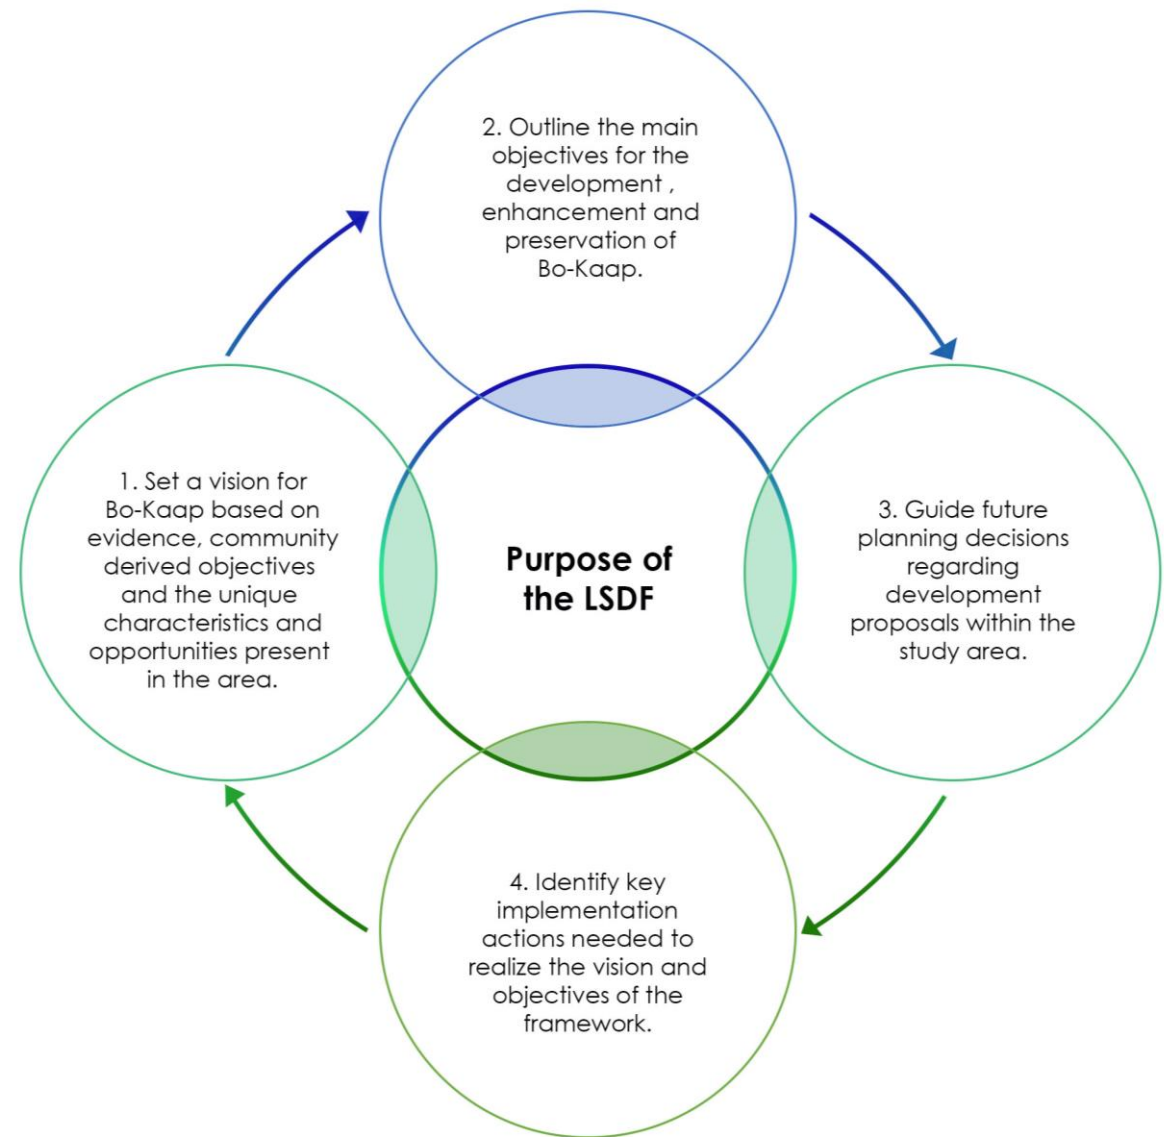 2. Outline the main
objectives for the
development ,
enhancement and
preservation of
Bo-Kaap.
1. Set a vision for
Bo-Kaap based on
evidence, community
derived objectives
and the unique
characteristics and
opportunities present
in the area.
Purpose of
the LSDF
3. Guide future
planning decisions
regarding
development
proposals within the
study area.
4. Identify key
implementation
actions needed to
realize the vision and
objectives of the
framework.